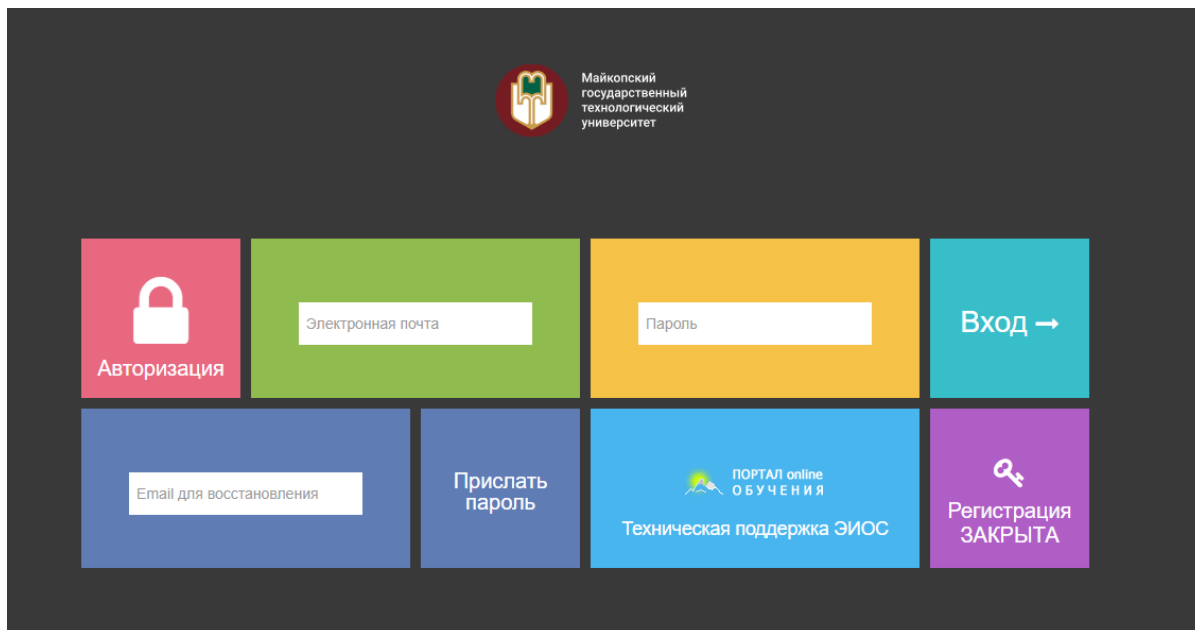 Майкопский
государственный
технологический
университет
Авторизация
Электронная почта
Пароль
Вход →
Email для восстановления
Прислать
пароль
ПОРТАЛ online
ОБУЧЕНИЯ
Техническая поддержка ЭИОС
Регистрация
ЗАКРЫТА